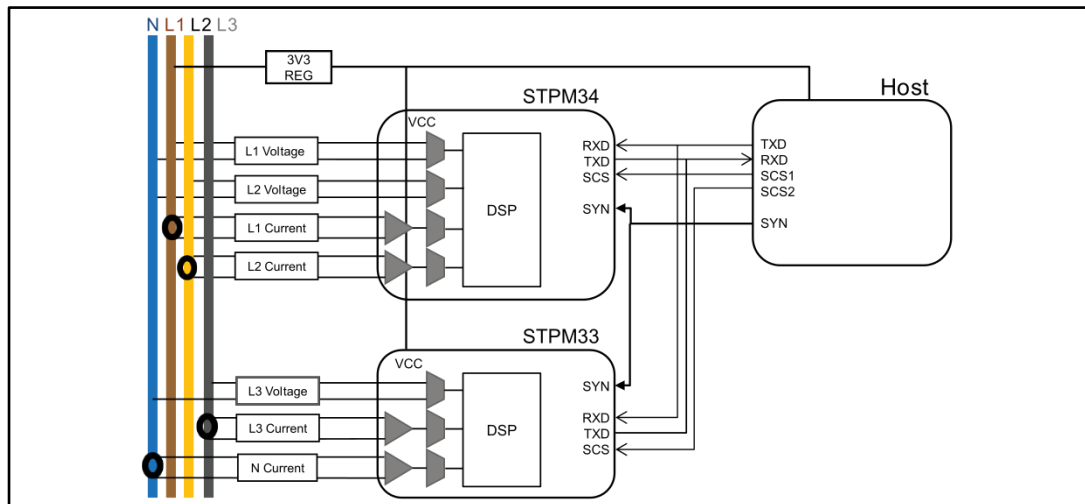 N L1 L2 L3
3V3
REG
STPM34
Host
VCC
L1 Voltage
L2 Voltage
L1 Current
L2 Current
DSP
RXD
TXD
SCS
SYN
TXD
RXD
SCS1
SCS2
SYN
STPM33
VCC
L3 Voltage
L3 Current
N Current
DSP
SYN
RXD
TXD
SCS